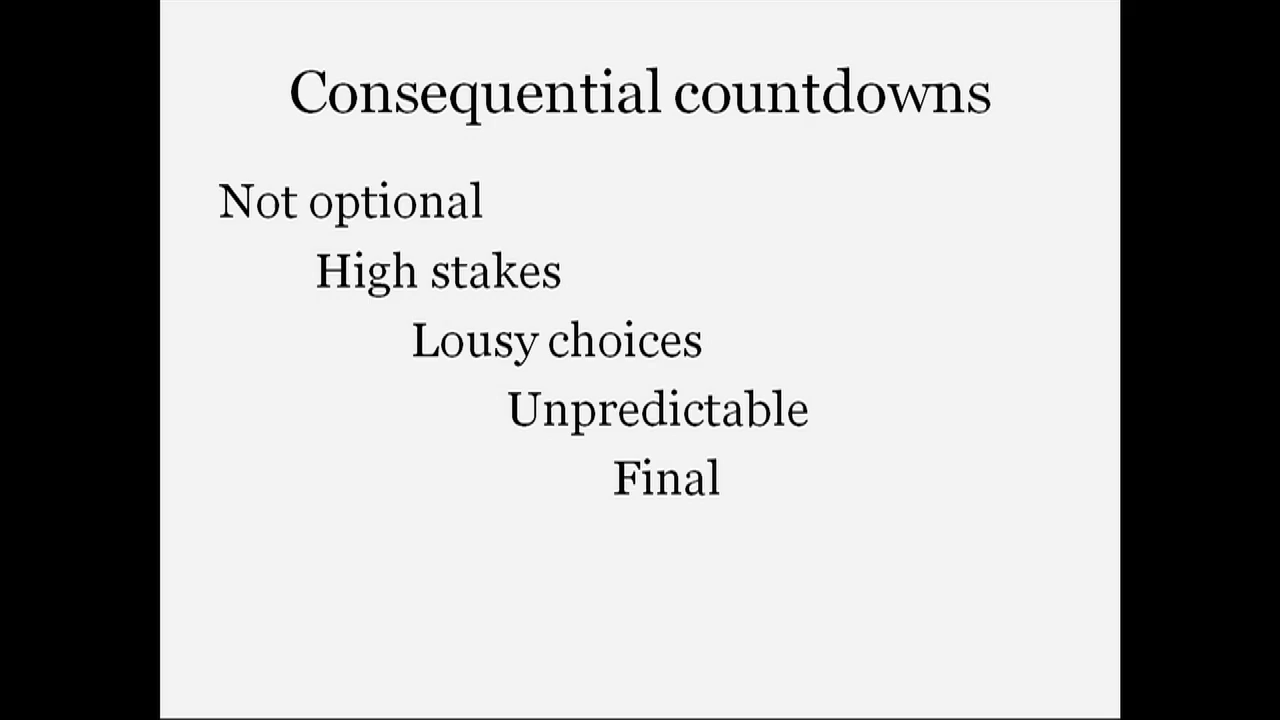 Consequential countdowns
Not optional
High stakes
Lousy choices
Unpredictable
Final